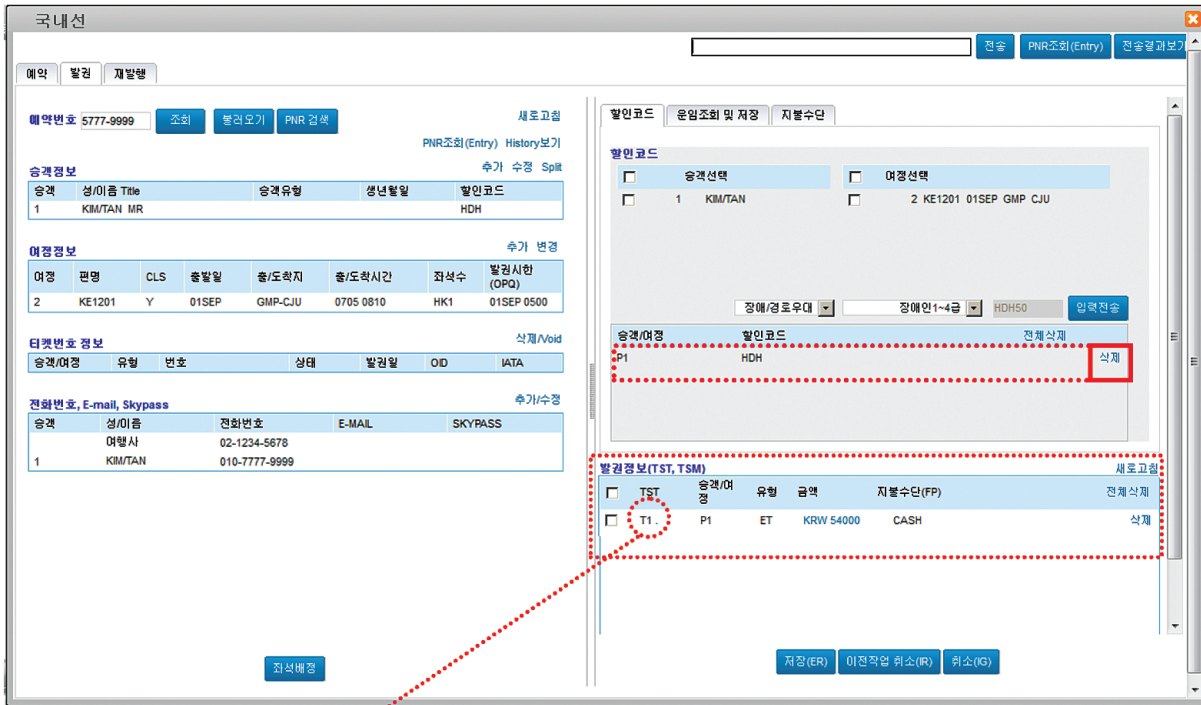 국내선
전송 PNR조회(Entry) 전송결과보기
예약 발권 재발행
예약번호 5777-9999 조회 불러오기 PNR 검색 새로고침
PNR조회(Entry) History보기
승객정보 추가 수정 Split
승객 성/이름 Title 승객유형 생년월일 할인코드
1 KIM/TAN MR HDH
여정정보 추가 변경
여정 편명 CLS 출발일 출/도착지 출/도착시간 좌석수 발권시한
(OPQ)
2 KE1201 Y 01SEP GMP-CJU 0705 0810 HK1 01SEP 0500
티켓번호 정보 삭제/Void
승객/여정 유형 번호 상태 발권일 OID IATA
전화번호, E-mail, Skypass 추가/수정
승객 성/이름 전화번호 E-MAIL SKYPASS
여행사 02-1234-5678
1 KIM/TAN 010-7777-9999
좌석배정
할인코드 운임조회 및 저장 지불수단
할인코드
승객선택 여정선택
1 KIM/TAN 2 KE1201 01SEP GMP CJU
장애/경로우대 장애인1~4급 HDH50 입력전송
승객/여정 할인코드 전체삭제
P1 HDH 삭제
발권정보(TST, TSM) 새로고침
TST 승객/여
정 유형 금액 지불수단(FP) 전체삭제
T1 . P1 ET KRW 54000 CASH 삭제
저장(ER) 이전작업 취소(IR) 취소(IG)